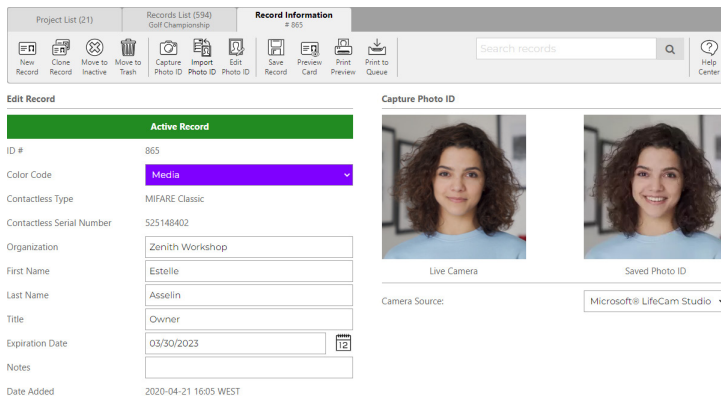 Project List (21)
Records List (594)
Golf Championship
Record Information
# 865
New Record
Clone Record
Move to Inactive
Move to Trash
Capture Photo ID
Import Photo ID
Edit Photo ID
Save Record
Preview Card
Print Preview
Print to Queue
Search records
Help Center
Edit Record
Capture Photo ID
Active Record
ID # 865
Color Code Media
Contactless Type MIFARE Classic
Contactless Serial Number 525148402
Organization Zenith Workshop
First Name Estelle
Last Name Asselin
Title Owner
Expiration Date 03/30/2023 12
Notes
Date Added 2020-04-21 16:05 WEST
Live Camera
Saved Photo ID
Camera Source: Microsoft® LifeCam Studio